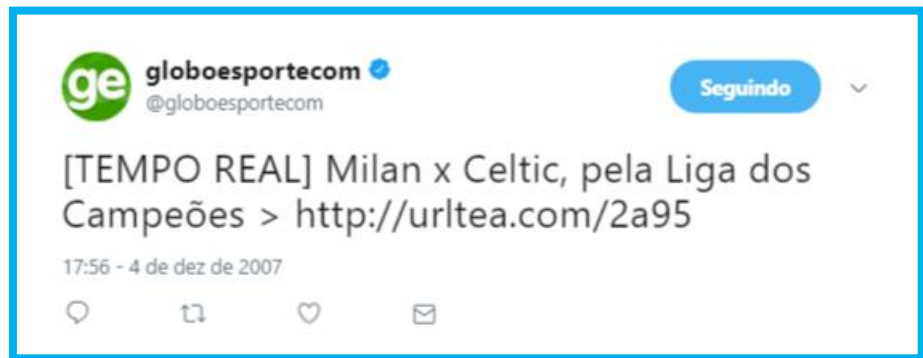 ge
globoesportecom
@globoesportecom
Seguindo
[TEMPO REAL] Milan x Celtic, pela Liga dos
Campeões > http://urltea.com/2a95
17:56 - 4 de dez de 2007